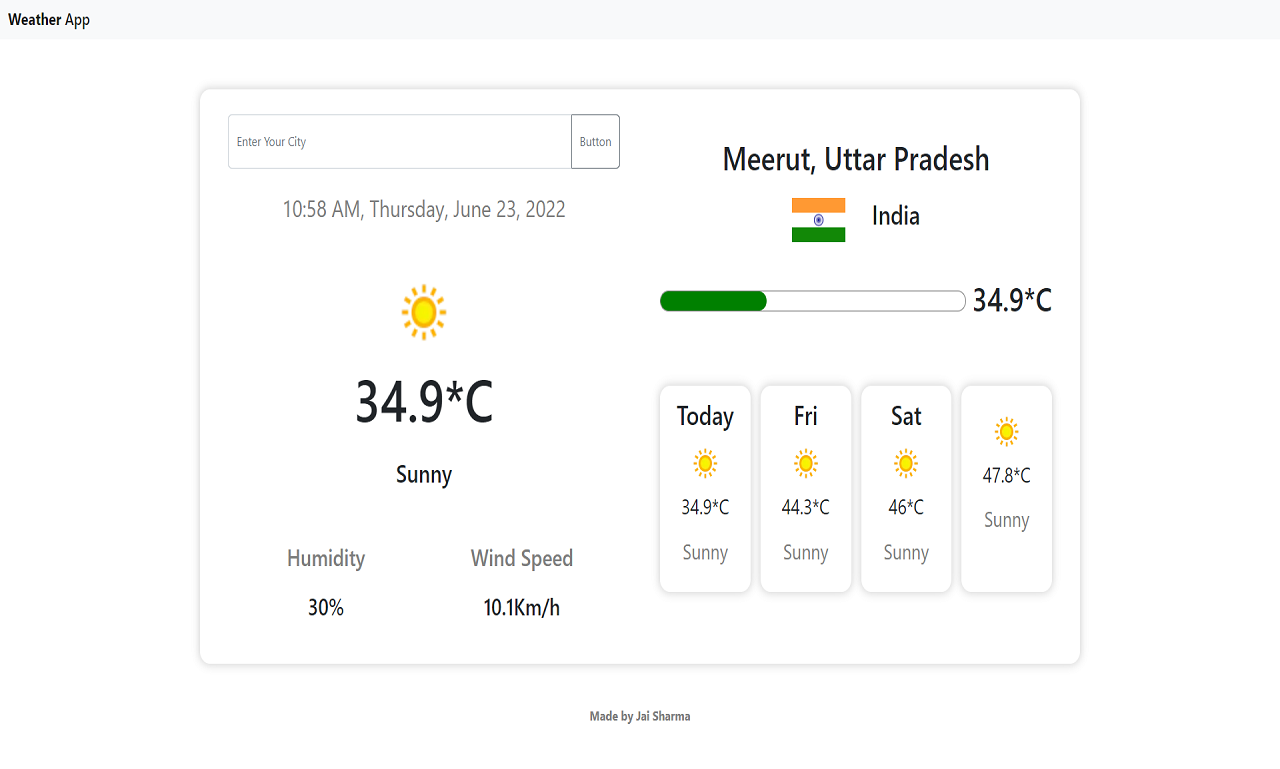 Weather App
Enter Your City
Button
10:58 AM, Thursday, June 23, 2022
34.9*C
Sunny
Humidity
Wind Speed
30%
10.1Km/h
Meerut, Uttar Pradesh
India
34.9*C
Today
Fri
Sat
34.9*C
44.3*C
46*C
47.8*C
Sunny
Sunny
Sunny
Sunny
Made by Jai Sharma